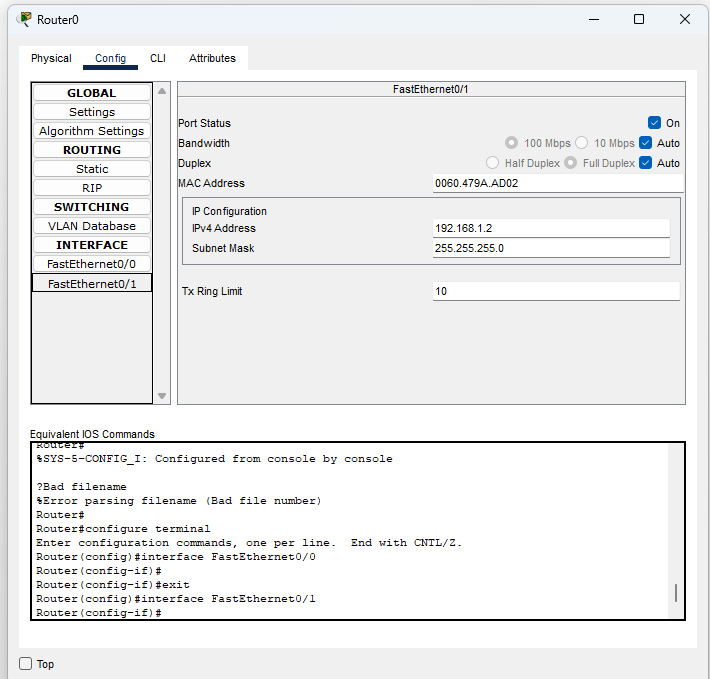 Router0
Physical Config CLI Attributes
GLOBAL
Settings
Algorithm Settings
ROUTING
Static
RIP
SWITCHING
VLAN Database
INTERFACE
FastEthernet0/0
FastEthernet0/1
FastEthernet0/1
Port Status On
Bandwidth 100 Mbps 10 Mbps Auto
Duplex Half Duplex Full Duplex Auto
MAC Address 0060.479A.AD02
IP Configuration
IPv4 Address 192.168.1.2
Subnet Mask 255.255.255.0
Tx Ring Limit 10
Equivalent IOS Commands
Router#
%SYS-5-CONFIG_I: Configured from console by console
?Bad filename
%Error parsing filename (Bad file number)
Router#
Router#configure terminal
Enter configuration commands, one per line. End with CNTL/Z.
Router(config)#interface FastEthernet0/0
Router(config-if)#
Router(config-if)#exit
Router(config)#interface FastEthernet0/1
Router(config-if)#
Top